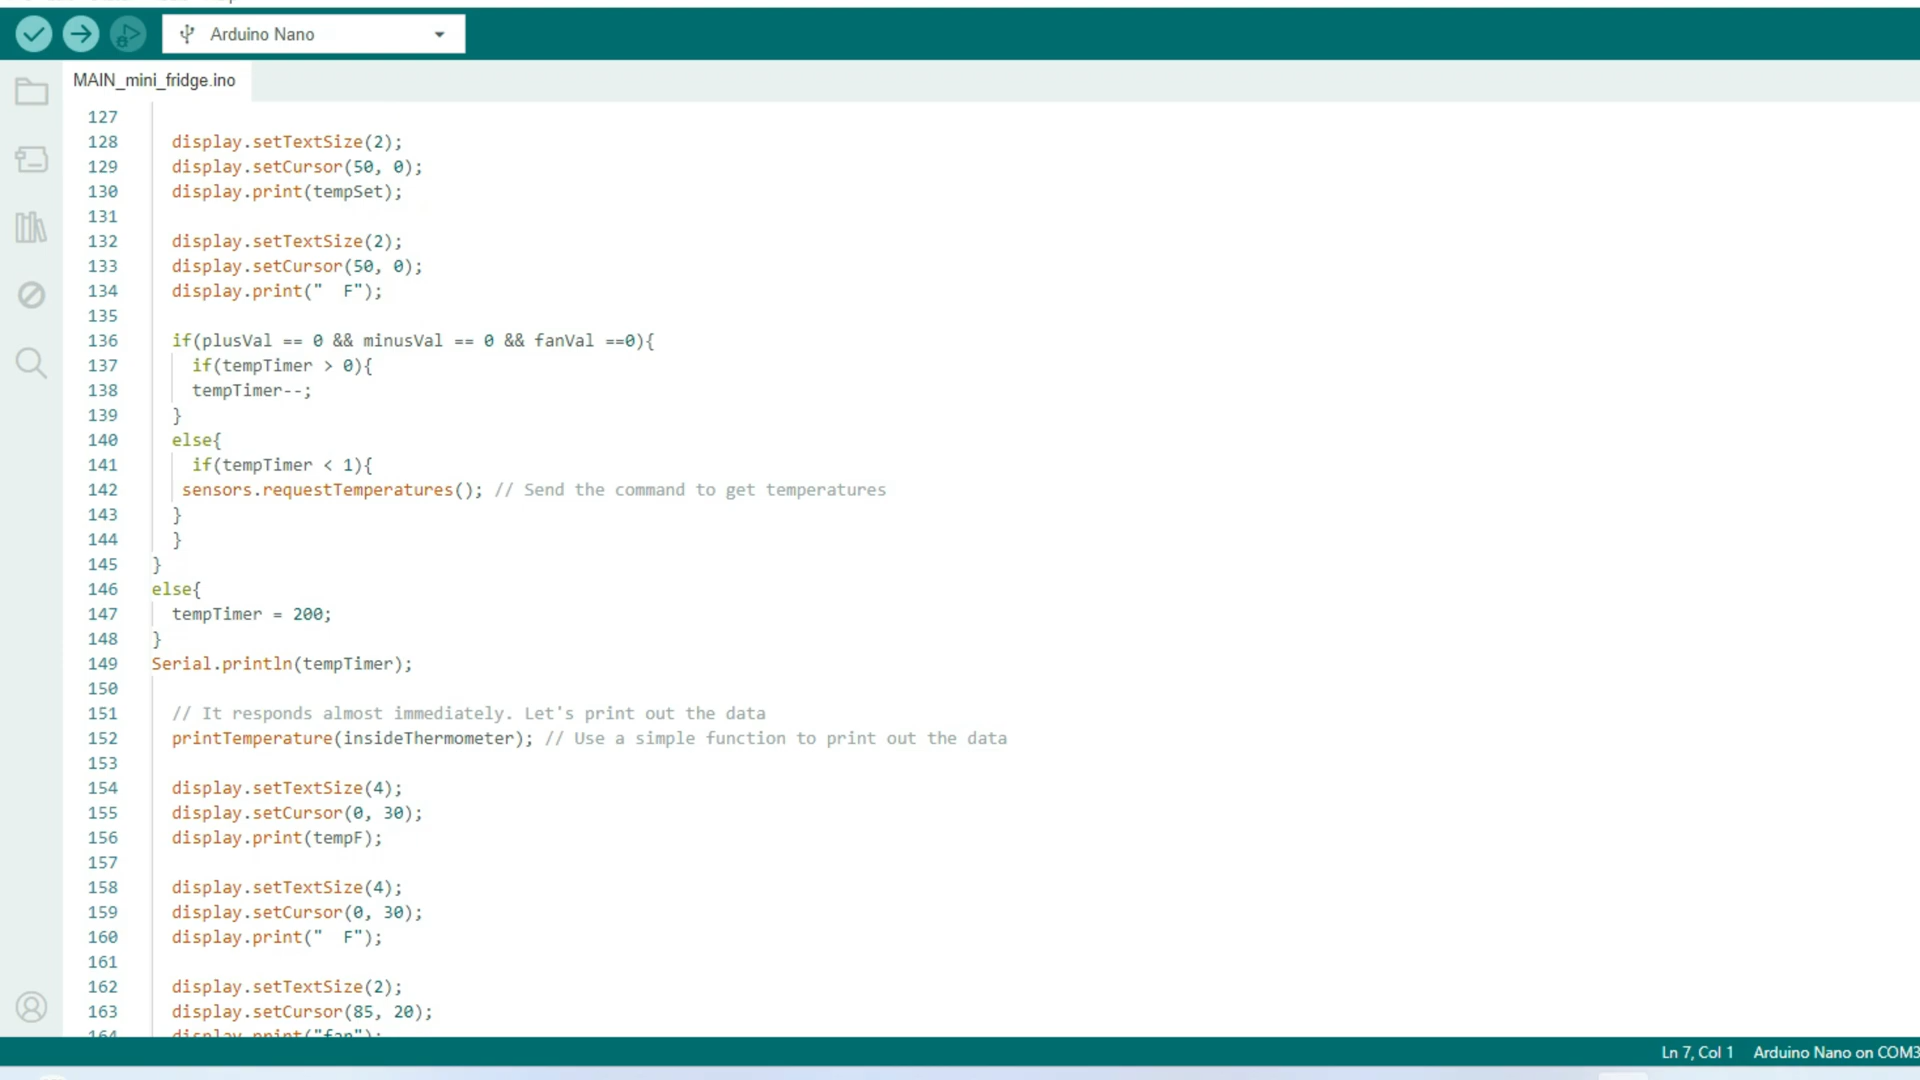 Arduino Nano
MAIN_mini_fridge.ino
127
128 display.setTextSize(2);
129 display.setCursor(50, 0);
130 display.print(tempSet);
131
132 display.setTextSize(2);
133 display.setCursor(50, 0);
134 display.print("  F");
135
136 if(plusVal == 0 && minusVal == 0 && fanVal ==0){
137 if(tempTimer > 0){
138 tempTimer--;
139 }
140 else{
141 if(tempTimer < 1){
142 sensors.requestTemperatures(); // Send the command to get temperatures
143 }
144 }
145 }
146 else{
147 tempTimer = 200;
148 }
149 Serial.println(tempTimer);
150
151 // It responds almost immediately. Let's print out the data
152 printTemperature(insideThermometer); // Use a simple function to print out the data
153
154 display.setTextSize(4);
155 display.setCursor(0, 30);
156 display.print(tempF);
157
158 display.setTextSize(4);
159 display.setCursor(0, 30);
160 display.print("  F");
161
162 display.setTextSize(2);
163 display.setCursor(85, 20);
164 display.print("fan");
Ln 7, Col 1 Arduino Nano on COM3